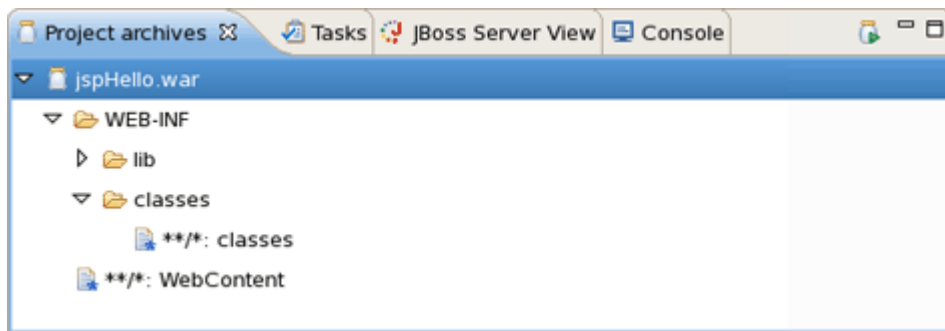 Project archives Tasks JBoss Server View Console
jspHello.war
WEB-INF
lib
classes
**/*: classes
**/*: WebContent